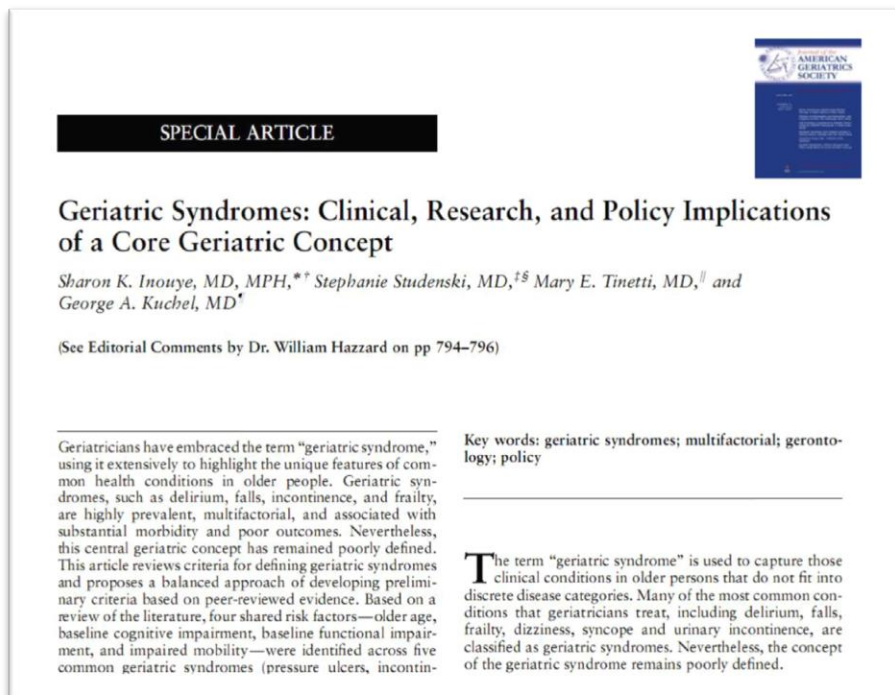 Journal of the
AMERICAN
GERIATRICS
SOCIETY
SPECIAL ARTICLE
Geriatric Syndromes: Clinical, Research, and Policy Implications
of a Core Geriatric Concept
Sharon K. Inouye, MD, MPH,*† Stephanie Studenski, MD,‡§ Mary E. Tinetti, MD,|| and
George A. Kuchel, MD¶
(See Editorial Comments by Dr. William Hazzard on pp 794–796)
Geriatricians have embraced the term “geriatric syndrome,”
using it extensively to highlight the unique features of com-
mon health conditions in older people. Geriatric syn-
dromes, such as delirium, falls, incontinence, and frailty,
are highly prevalent, multifactorial, and associated with
substantial morbidity and poor outcomes. Nevertheless,
this central geriatric concept has remained poorly defined.
This article reviews criteria for defining geriatric syndromes
and proposes a balanced approach of developing prelimi-
nary criteria based on peer-reviewed evidence. Based on a
review of the literature, four shared risk factors—older age,
baseline cognitive impairment, baseline functional impair-
ment, and impaired mobility—were identified across five
common geriatric syndromes (pressure ulcers, incontin-
Key words: geriatric syndromes; multifactorial; geronto-
logy; policy
The term “geriatric syndrome” is used to capture those
clinical conditions in older persons that do not fit into
discrete disease categories. Many of the most common con-
ditions that geriatricians treat, including delirium, falls,
frailty, dizziness, syncope and urinary incontinence, are
classified as geriatric syndromes. Nevertheless, the concept
of the geriatric syndrome remains poorly defined.